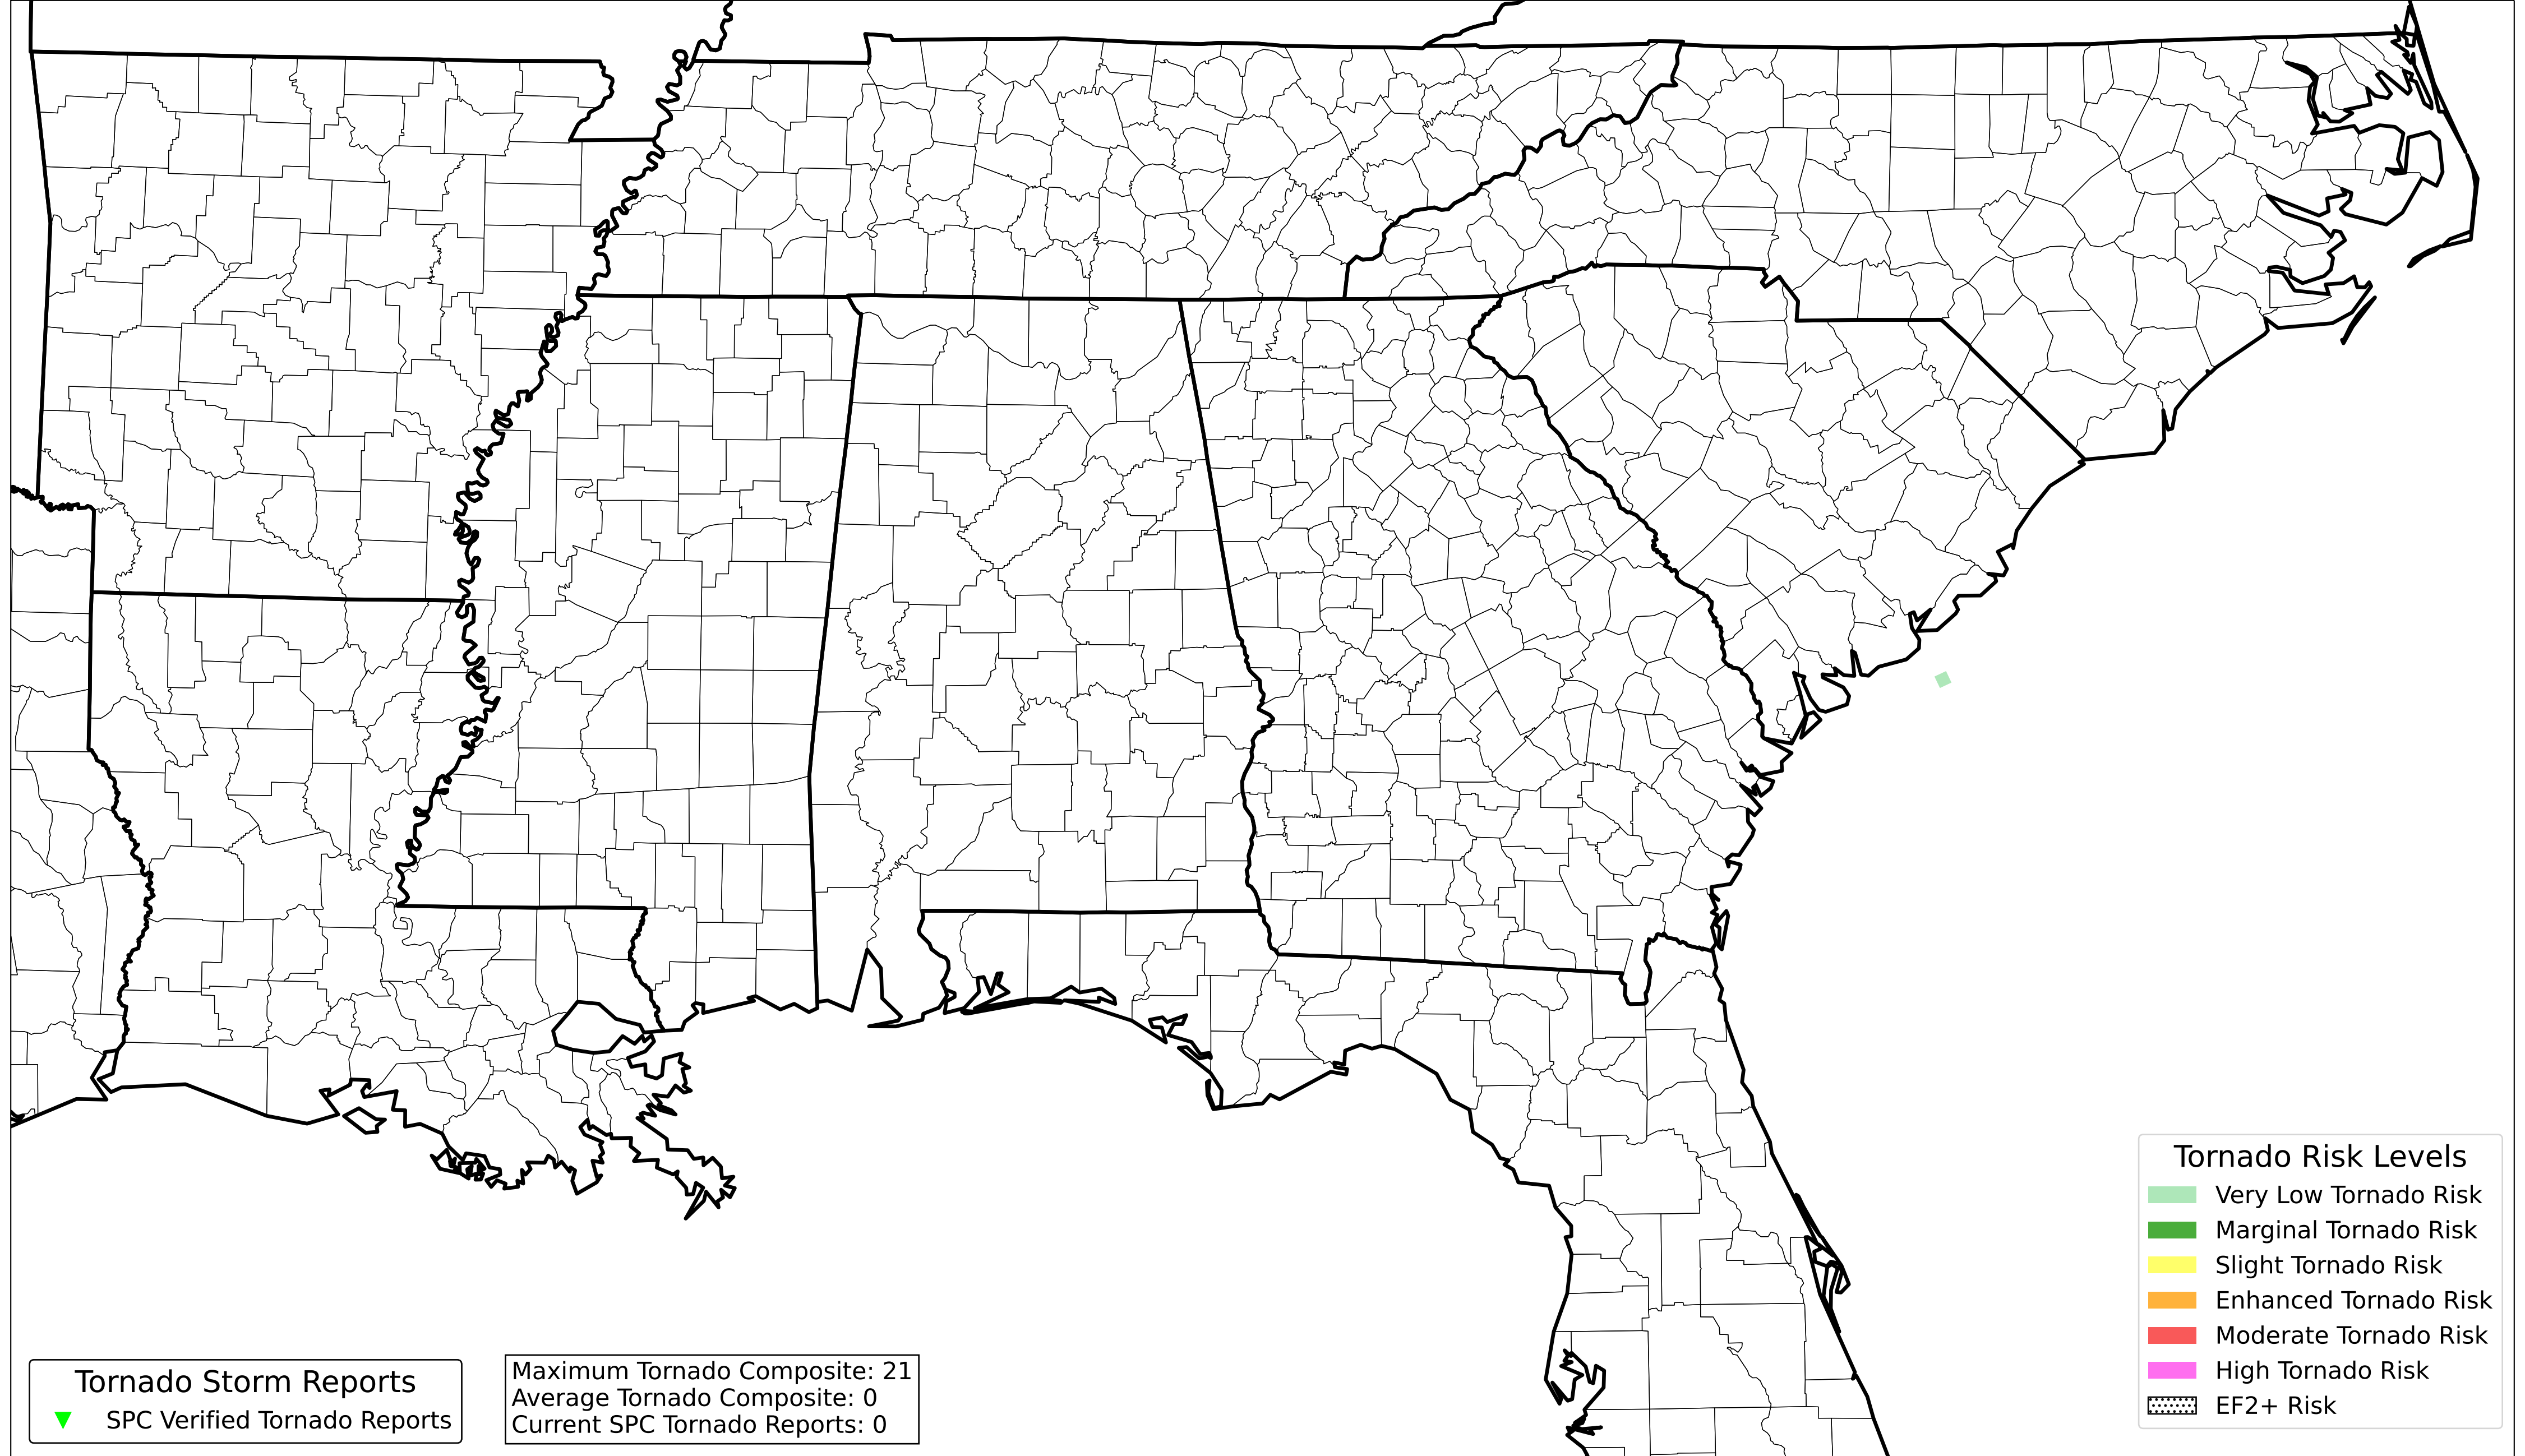 Tornado Risk Levels
Very Low Tornado Risk
Marginal Tornado Risk
Slight Tornado Risk
Enhanced Tornado Risk
Moderate Tornado Risk
High Tornado Risk
EF2+ Risk
Tornado Storm Reports
SPC Verified Tornado Reports
Maximum Tornado Composite: 21
Average Tornado Composite: 0
Current SPC Tornado Reports: 0